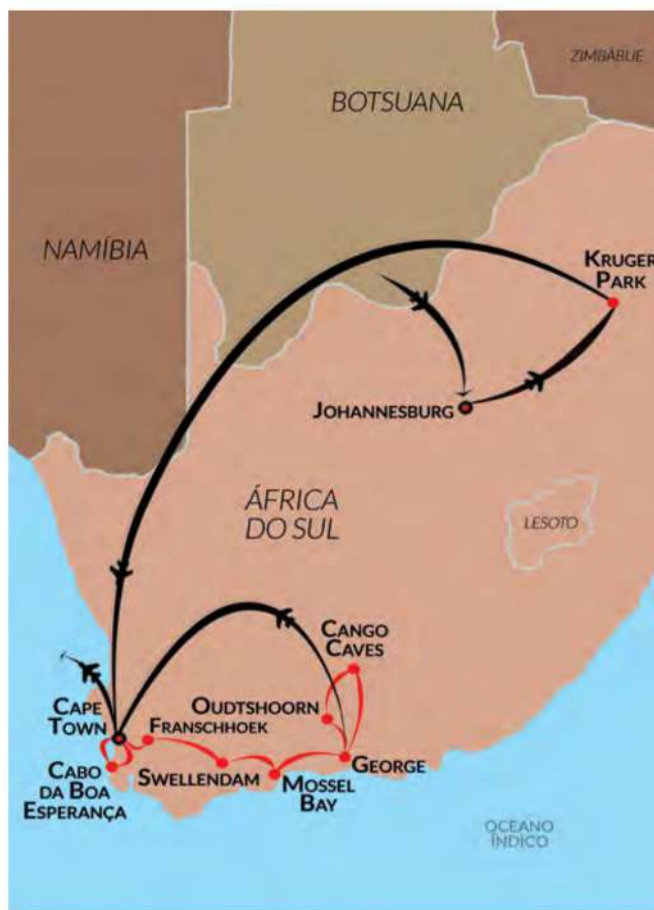 ZIMBÁBUE
BOTSUANA
NAMÍBIA
KRUGER
PARK
JOHANNESBURG
ÁFRICA
DO SUL
LESOTO
CANGO
CAVES
OUDTSHOORN
CAPE
TOWN
FRANSCHHOEK
GEORGE
SWELLENDAM
MOSSEL
BAY
CABO
DA BOA
ESPERANÇA
OCEANO
ÍNDICO